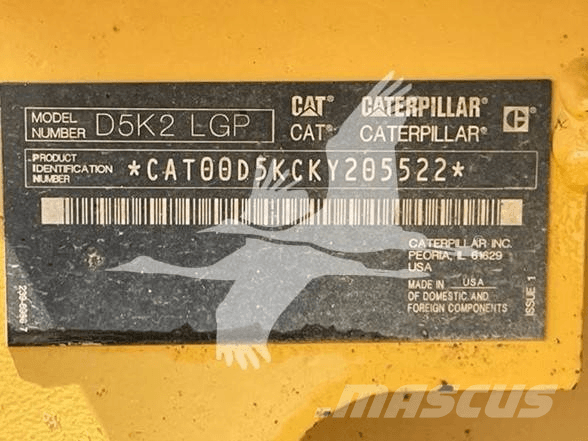 MODEL NUMBER D5K2 LGP
CAT® CATERPILLAR® C®
CAT® CATERPILLAR®
PRODUCT IDENTIFICATION NUMBER *CAT00D5KCKY205522*
CATERPILLAR INC.
PEORIA, IL 61629
USA
MADE IN USA
OF DOMESTIC AND
FOREIGN COMPONENTS
ISSUE 1
MASCUS